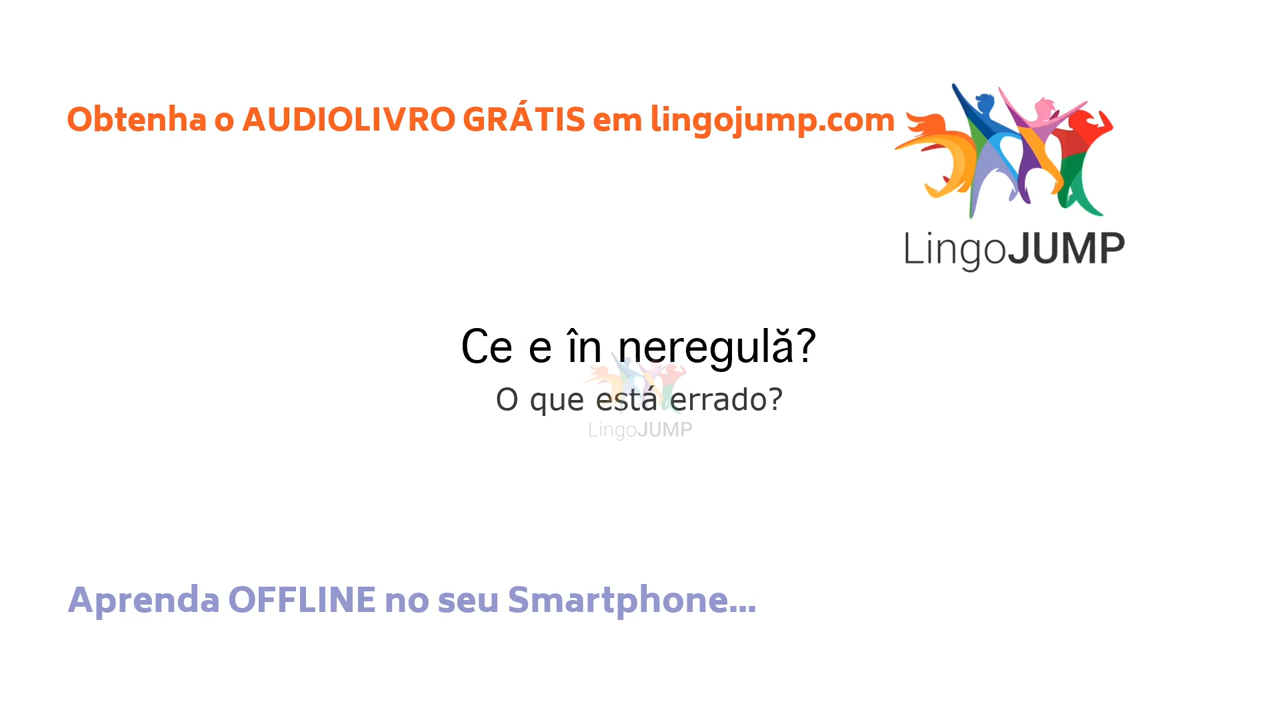 Obtenha o AUDIOLIVRO GRÁTIS em lingojump.com
LingoJUMP
Ce e în neregulă?
O que está errado?
LingoJUMP
Aprenda OFFLINE no seu Smartphone...